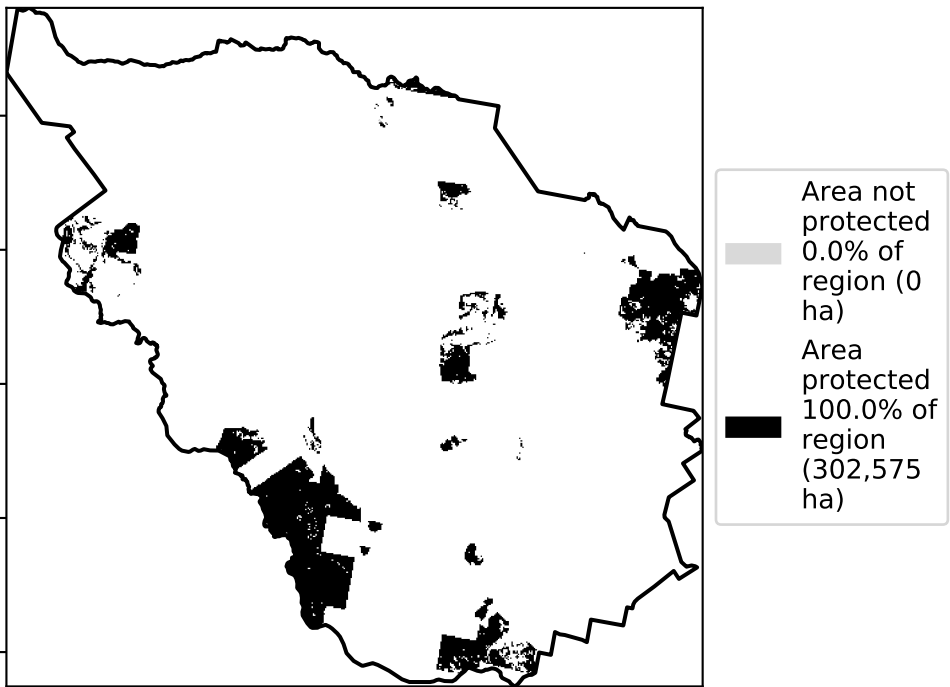 Area not
protected
0.0% of
region (0
ha)
Area
protected
100.0% of
region
(302,575
ha)